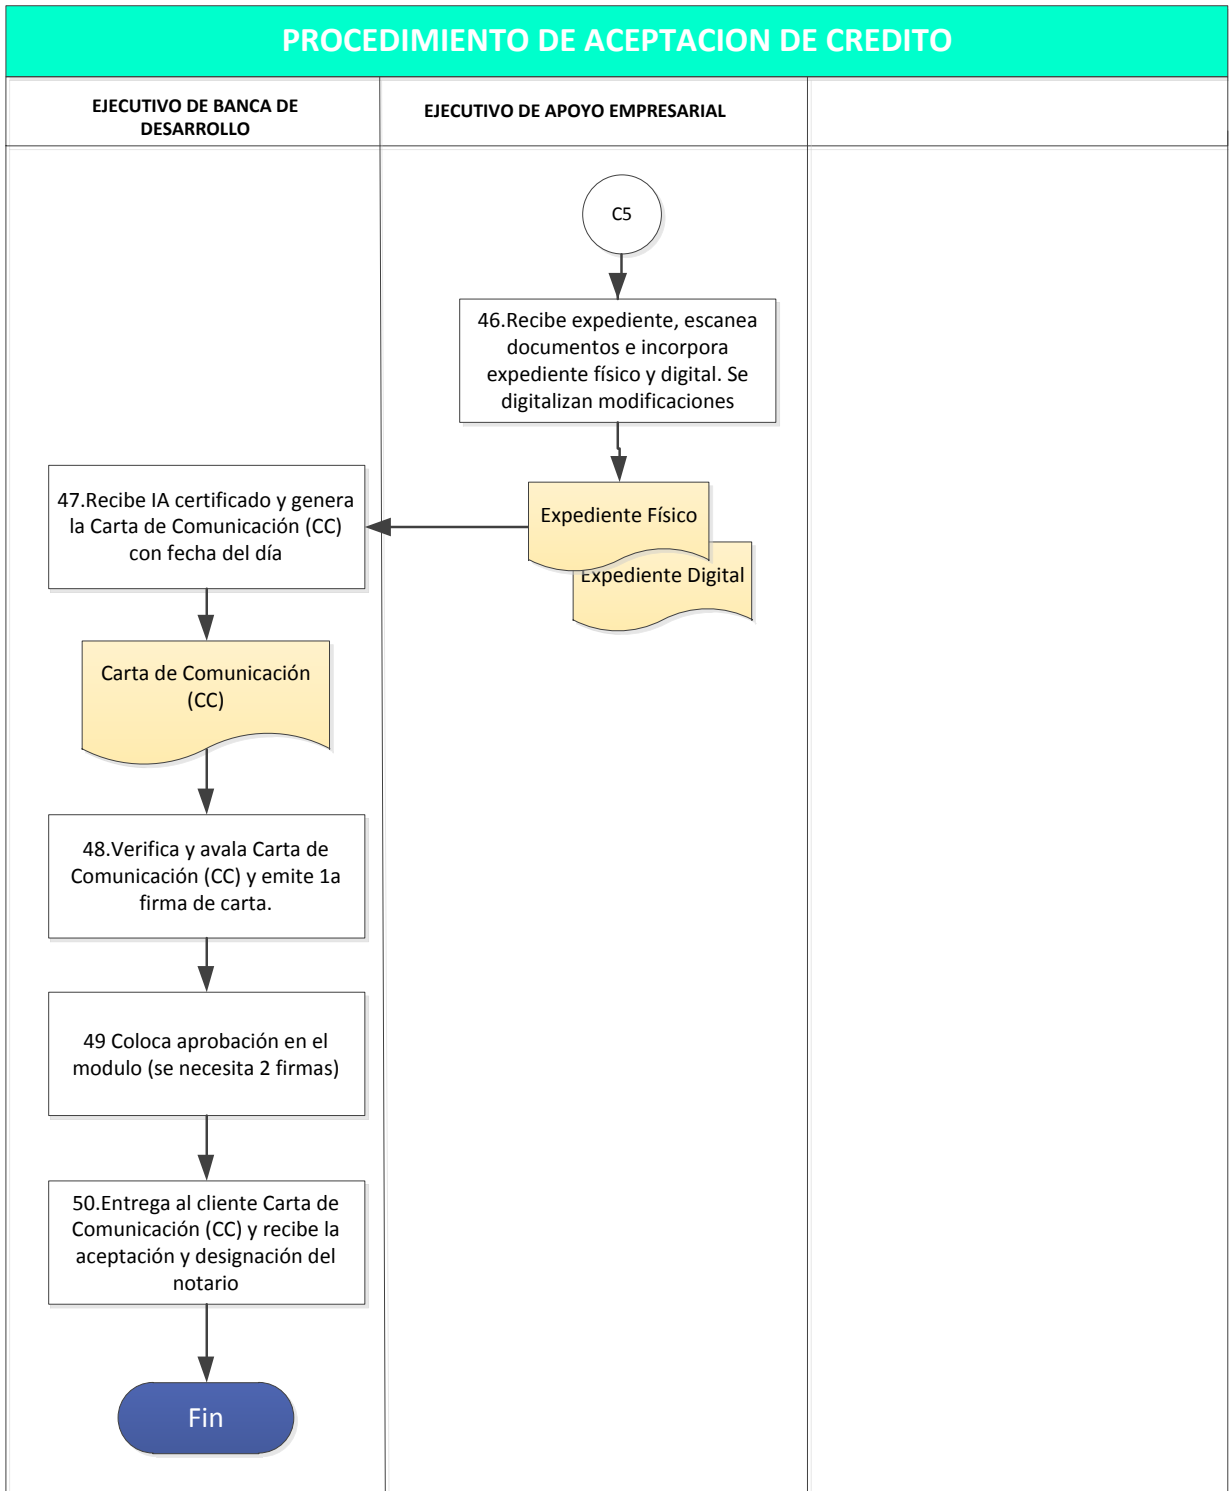 PROCEDIMIENTO DE ACEPTACION DE CREDITO
EJECUTIVO DE BANCA DE
DESARROLLO
EJECUTIVO DE APOYO EMPRESARIAL
C5
46.Recibe expediente, escanea
documentos e incorpora
expediente físico y digital. Se
digitalizan modificaciones
Expediente Físico
Expediente Digital
47.Recibe IA certificado y genera
la Carta de Comunicación (CC)
con fecha del día
Carta de Comunicación
(CC)
48.Verifica y avala Carta de
Comunicación (CC) y emite 1a
firma de carta.
49 Coloca aprobación en el
modulo (se necesita 2 firmas)
50.Entrega al cliente Carta de
Comunicación (CC) y recibe la
aceptación y designación del
notario
Fin